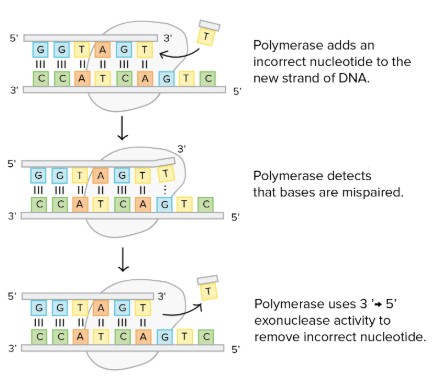 5' 3' T
G G T A G T
C C A T C A G T C
3' 5'
Polymerase adds an
incorrect nucleotide to the
new strand of DNA.
3'
5'
G G T A G T T
C C A T C A G T C
3' 5'
Polymerase detects
that bases are mispaired.
5' 3' T
G G T A G T
C C A T C A G T C
3' 5'
Polymerase uses 3 '➔ 5'
exonuclease activity to
remove incorrect nucleotide.